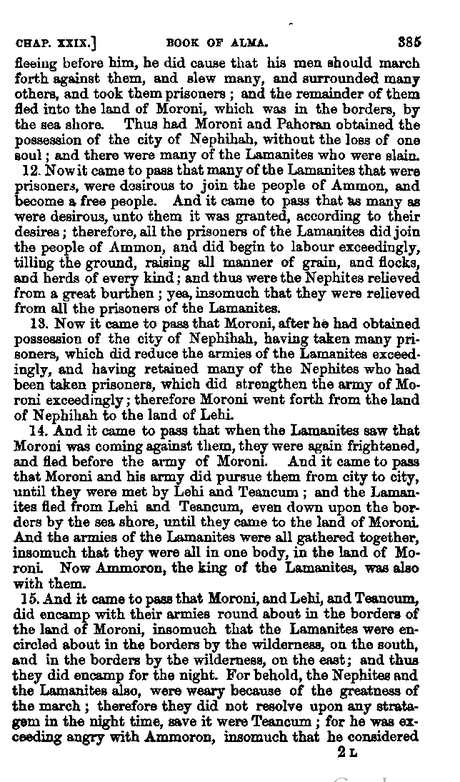 CHAP. XXIX.] BOOK OF ALMA. 385
fleeing before him, he did cause that his men should march
forth against them, and slew many, and surrounded many
others, and took them prisoners ; and the remainder of them
fled into the land of Moroni, which was in the borders, by
the sea shore. Thus had Moroni and Pahoran obtained the
possession of the city of Nephihah, without the loss of one
soul ; and there were many of the Lamanites who were slain.
12. Now it came to pass that many of the Lamanites that were
prisoners, were dosirous to join the people of Ammon, and
become a free people. And it came to pass that as many as
were desirous, unto them it was granted, according to their
desires ; therefore, all the prisoners of the Lamanites did join
the people of Ammon, and did begin to labour exceedingly,
tilling the ground, raising all manner of grain, and flocks,
and herds of every kind ; and thus were the Nephites relieved
from a great burthen ; yea, insomuch that they were relieved
from all the prisoners of the Lamanites.
13. Now it came to pass that Moroni, after he had obtained
possession of the city of Nephihah, having taken many pri-
soners, which did reduce the armies of the Lamanites exceed-
ingly, and having retained many of the Nephites who had
been taken prisoners, which did strengthen the army of Mo-
roni exceedingly ; therefore Moroni went forth from the land
of Nephihah to the land of Lehi.
14. And it came to pass that when the Lamanites saw that
Moroni was coming against them, they were again frightened,
and fled before the army of Moroni. And it came to pass
that Moroni and his army did pursue them from city to city,
until they were met by Lehi and Teancum ; and the Laman-
ites fled from Lehi and Teancum, even down upon the bor-
ders by the sea shore, until they came to the land of Moroni.
And the armies of the Lamanites were all gathered together,
insomuch that they were all in one body, in the land of Mo-
roni. Now Ammoron, the king of the Lamanites, was also
with them.
15. And it came to pass that Moroni, and Lehi, and Teancum,
did encamp with their armies round about in the borders of
the land of Moroni, insomuch that the Lamanites were en-
circled about in the borders by the wilderness, on the south,
and in the borders by the wilderness, on the east ; and thus
they did encamp for the night. For behold, the Nephites and
the Lamanites also, were weary because of the greatness of
the march ; therefore they did not resolve upon any strata-
gem in the night time, save it were Teancum ; for he was ex-
ceeding angry with Ammoron, insomuch that he considered
2 L